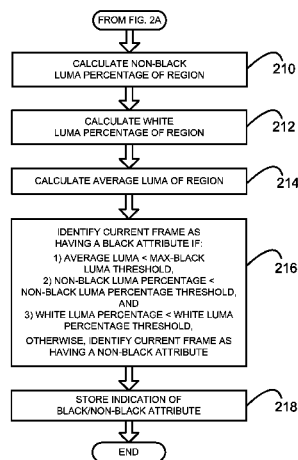 FROM FIG. 2A
CALCULATE NON-BLACK
LUMA PERCENTAGE OF REGION
210
CALCULATE WHITE
LUMA PERCENTAGE OF REGION
212
CALCULATE AVERAGE LUMA OF REGION
214
IDENTIFY CURRENT FRAME AS
HAVING A BLACK ATTRIBUTE IF:
1) AVERAGE LUMA < MAX-BLACK
LUMA THRESHOLD,
2) NON-BLACK LUMA PERCENTAGE <
NON-BLACK LUMA PERCENTAGE THRESHOLD,
AND
3) WHITE LUMA PERCENTAGE < WHITE LUMA
PERCENTAGE THRESHOLD,
OTHERWISE, IDENTIFY CURRENT FRAME AS
HAVING A NON-BLACK ATTRIBUTE
216
STORE INDICATION OF
BLACK/NON-BLACK ATTRIBUTE
218
END